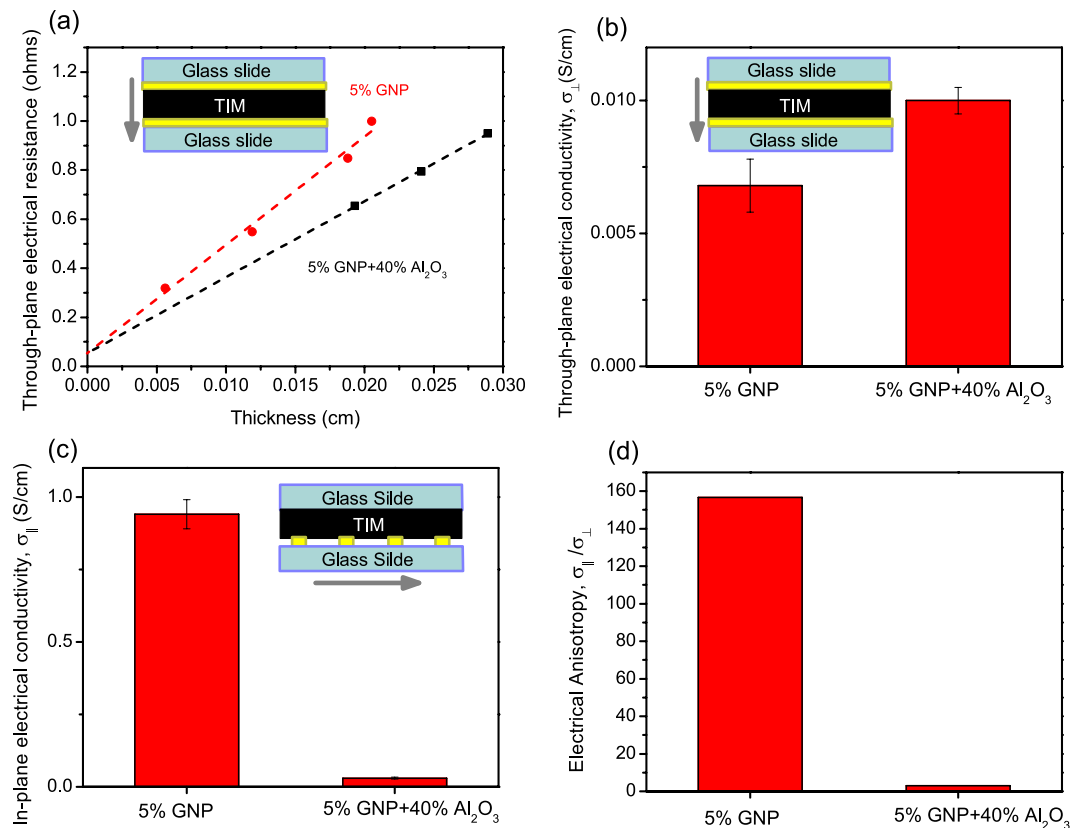 (a)
Through-plane electrical resistance (ohms)
1.2
1.0
0.8
0.6
0.4
0.2
0.0
Glass slide
TIM
Glass slide
5% GNP
5% GNP+40% Al₂O₃
0.000 0.005 0.010 0.015 0.020 0.025 0.030
Thickness (cm)
(b)
Through-plane electrical conductivity, σ⊥(S/cm)
0.010
0.005
0.000
Glass slide
TIM
Glass slide
5% GNP 5% GNP+40% Al₂O₃
(c)
In-plane electrical conductivity, σ∥ (S/cm)
1.0
0.5
0.0
Glass Silde
TIM
Glass Silde
5% GNP 5% GNP+40% Al₂O₃
(d)
Electrical Anisotropy, σ∥ /σ⊥
160
140
120
100
80
60
40
20
0
5% GNP 5% GNP+40% Al₂O₃